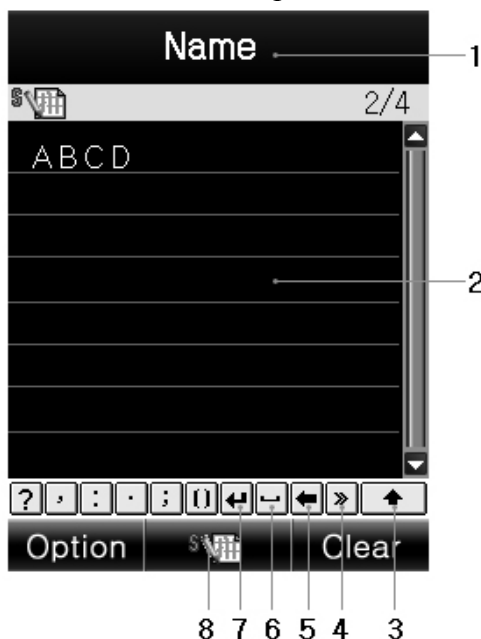 Name
1
2/4
ABCD
2
? , : . ; ()
Option Clear
8 7 6 5 4 3